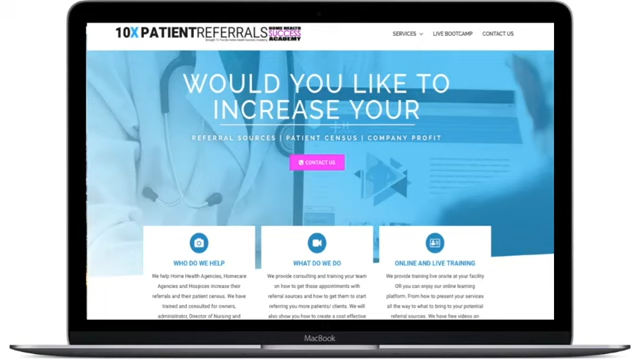 10X PATIENTREFERRALS
HOME HEALTH
SUCCESS
ACADEMY
SERVICES
LIVE BOOTCAMP
CONTACT US
WOULD YOU LIKE TO
INCREASE YOUR
REFERRAL SOURCES | PATIENT CENSUS | COMPANY PROFIT
CONTACT US
WHO DO WE HELP
We help Home Health Agencies, Homecare
Agencies and Hospices increase their
referrals and their patient census. We have
trained and consulted for owners,
administrator, Director of Nursing and
WHAT DO WE DO
We provide consulting and training your team
on how to get those appointments with
referral sources and how to get them to start
referring you more patients/ clients. We will
also show you how to create a cost effective
ONLINE AND LIVE TRAINING
We provide training live onsite at your facility
OR you can enjoy our online learning
platform. From how to present your services
all the way to what to bring to your potential
referral sources. We have free videos on
MacBook